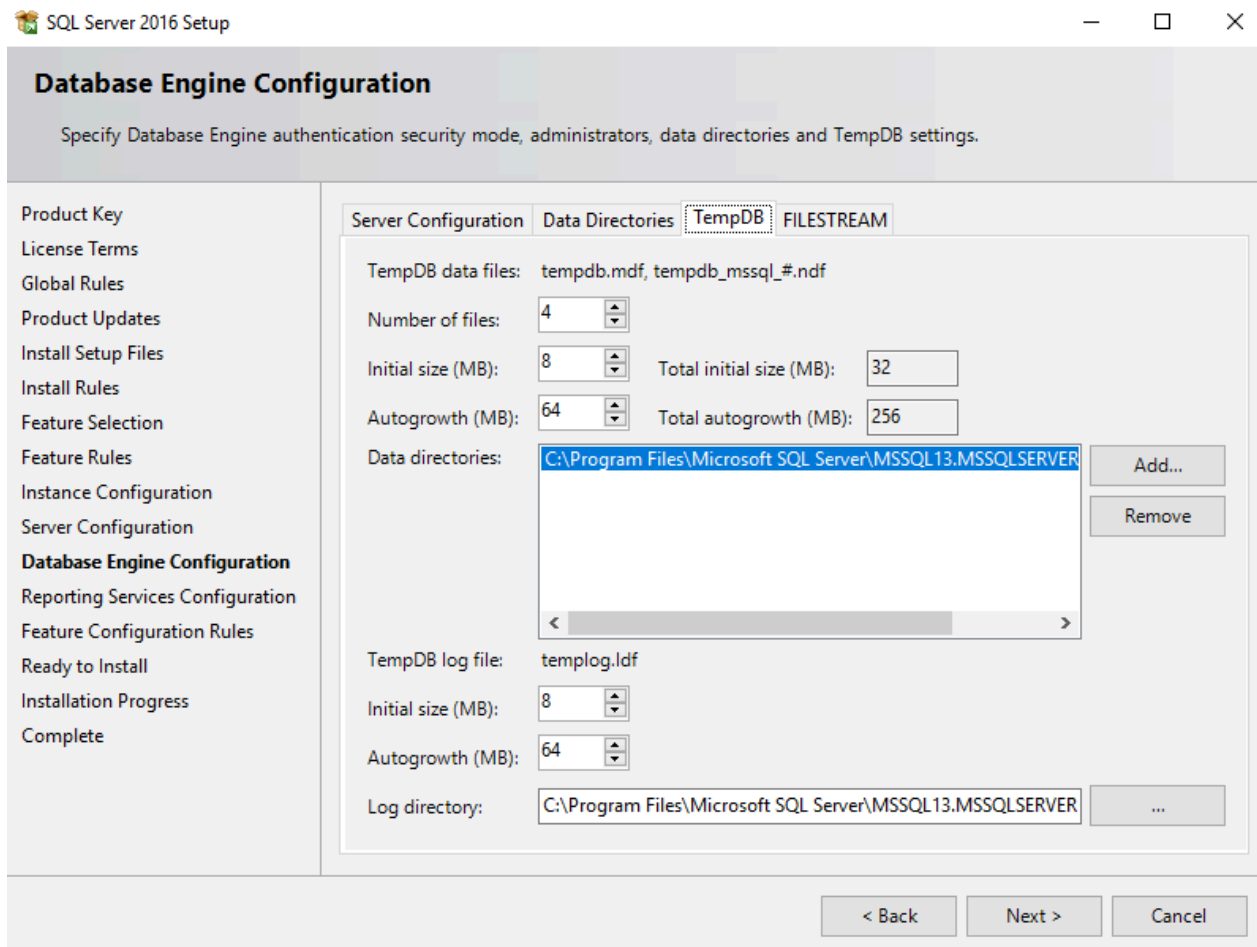 SQL Server 2016 Setup
Database Engine Configuration
Specify Database Engine authentication security mode, administrators, data directories and TempDB settings.
Product Key
License Terms
Global Rules
Product Updates
Install Setup Files
Install Rules
Feature Selection
Feature Rules
Instance Configuration
Server Configuration
Database Engine Configuration
Reporting Services Configuration
Feature Configuration Rules
Ready to Install
Installation Progress
Complete
Server Configuration Data Directories TempDB FILESTREAM
TempDB data files: tempdb.mdf, tempdb_mssql_#.ndf
Number of files: 4
Initial size (MB): 8 Total initial size (MB): 32
Autogrowth (MB): 64 Total autogrowth (MB): 256
Data directories: C:\Program Files\Microsoft SQL Server\MSSQL13.MSSQLSERVER Add...
Remove
TempDB log file: templog.ldf
Initial size (MB): 8
Autogrowth (MB): 64
Log directory: C:\Program Files\Microsoft SQL Server\MSSQL13.MSSQLSERVER ...
< Back Next > Cancel